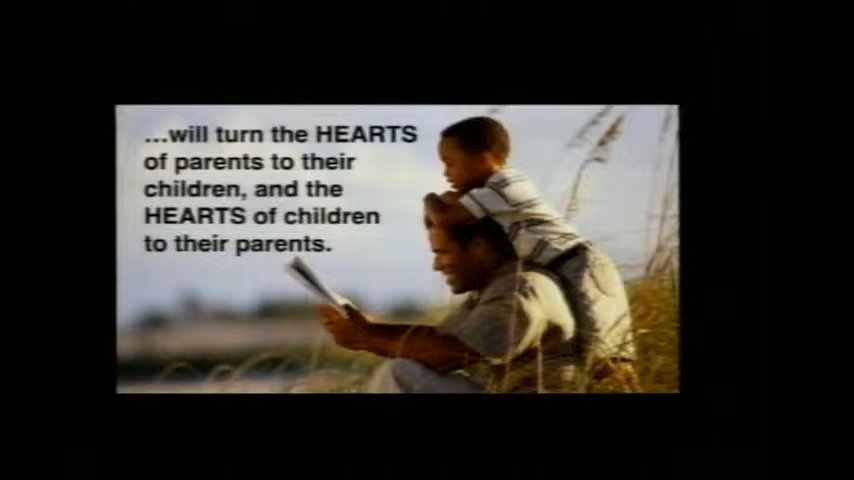 ...will turn the HEARTS
of parents to their
children, and the
HEARTS of children
to their parents.